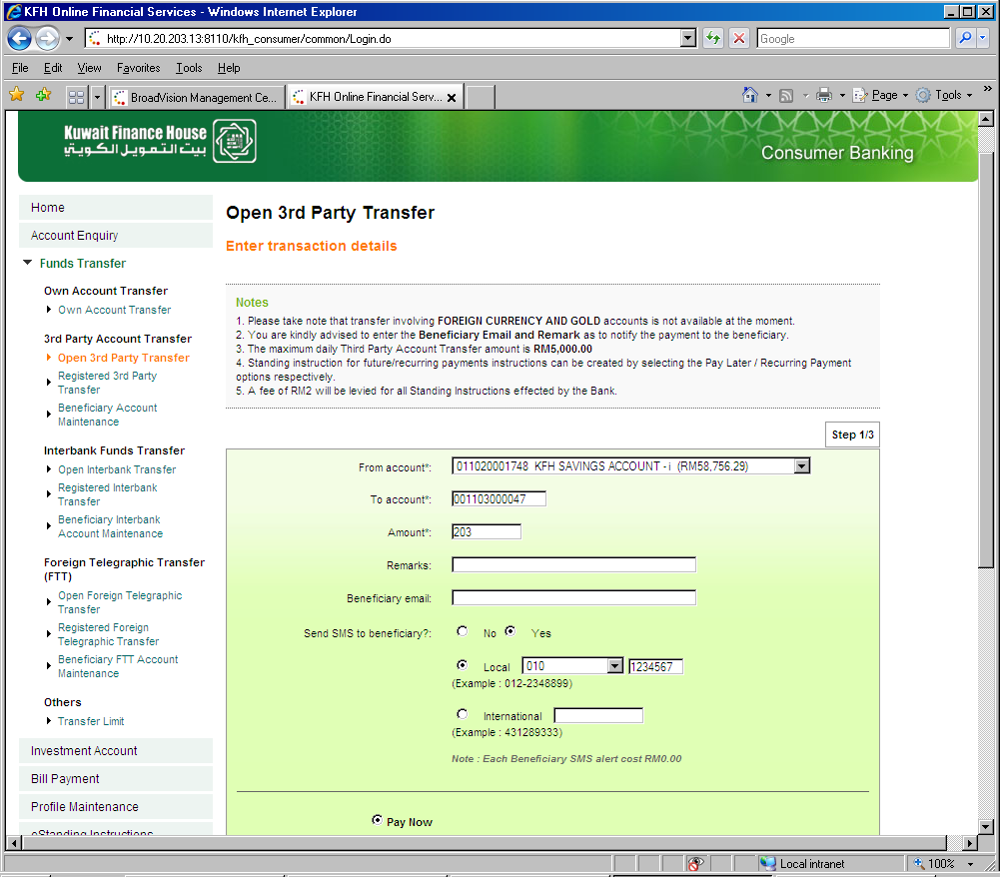 KFH Online Financial Services - Windows Internet Explorer
http://10.20.203.13:8110/kfh_consumer/common/Login.do
Google
File Edit View Favorites Tools Help
BroadVision Management Ce...
KFH Online Financial Serv...
Page
Tools
Kuwait Finance House
بيت التمويل الكويتي
Consumer Banking
Home
Account Enquiry
Funds Transfer
Own Account Transfer
Own Account Transfer
3rd Party Account Transfer
Open 3rd Party Transfer
Registered 3rd Party
Transfer
Beneficiary Account
Maintenance
Interbank Funds Transfer
Open Interbank Transfer
Registered Interbank
Transfer
Beneficiary Interbank
Account Maintenance
Foreign Telegraphic Transfer
(FTT)
Open Foreign Telegraphic
Transfer
Registered Foreign
Telegraphic Transfer
Beneficiary FTT Account
Maintenance
Others
Transfer Limit
Investment Account
Bill Payment
Profile Maintenance
eStanding Instructions
Open 3rd Party Transfer
Enter transaction details
Notes
1. Please take note that transfer involving FOREIGN CURRENCY AND GOLD accounts is not available at the moment.
2. You are kindly advised to enter the Beneficiary Email and Remark as to notify the payment to the beneficiary.
3. The maximum daily Third Party Account Transfer amount is RM5,000.00
4. Standing instruction for future/recurring payments instructions can be created by selecting the Pay Later / Recurring Payment
options respectively.
5. A fee of RM2 will be levied for all Standing Instructions effected by the Bank.
Step 1/3
From account*: 011020001748 KFH SAVINGS ACCOUNT - i (RM58,756.29)
To account*: 001103000047
Amount*: 203
Remarks:
Beneficiary email:
Send SMS to beneficiary?: No Yes
Local 010 1234567
(Example : 012-2348899)
International
(Example : 431289333)
Note : Each Beneficiary SMS alert cost RM0.00
Pay Now
Local intranet
100%